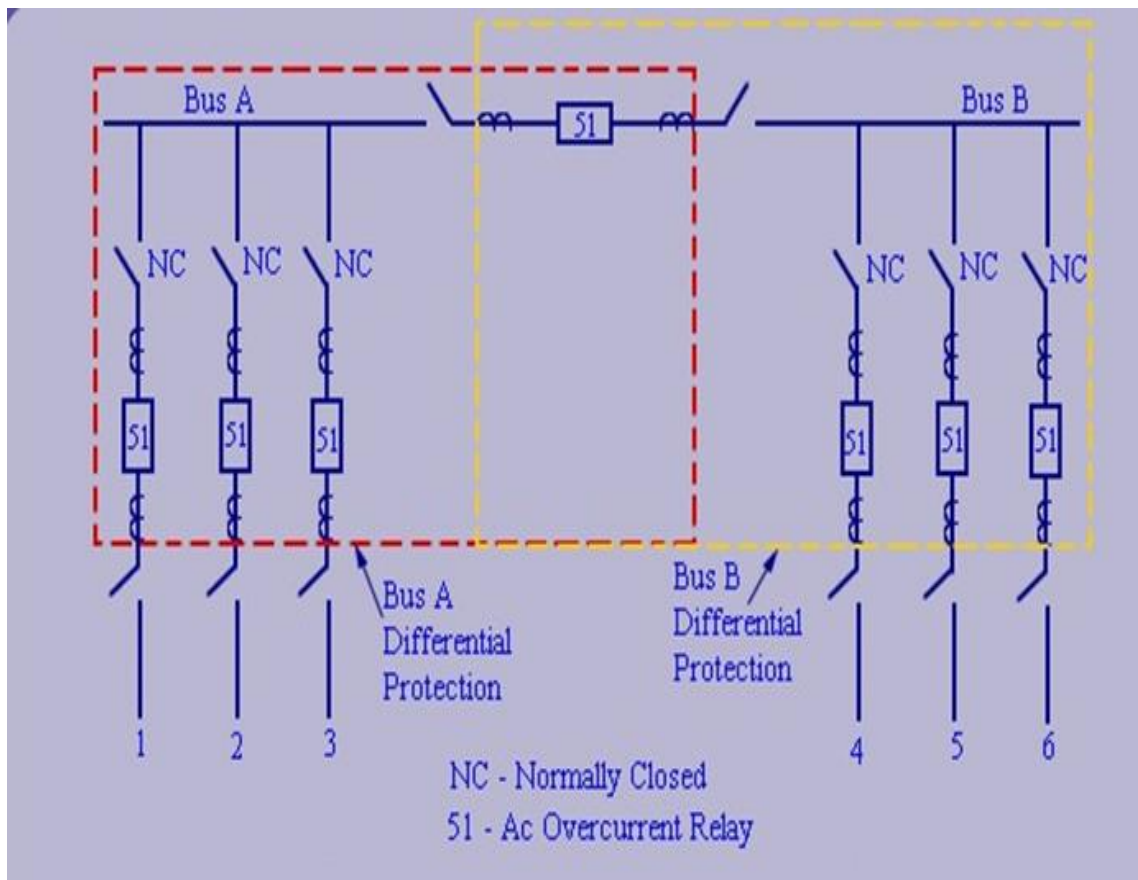 Bus A
51
Bus B
NC
NC
NC
NC
NC
NC
51
51
51
51
51
51
Bus A
Differential
Protection
Bus B
Differential
Protection
1
2
3
4
5
6
NC - Normally Closed
51 - Ac Overcurrent Relay